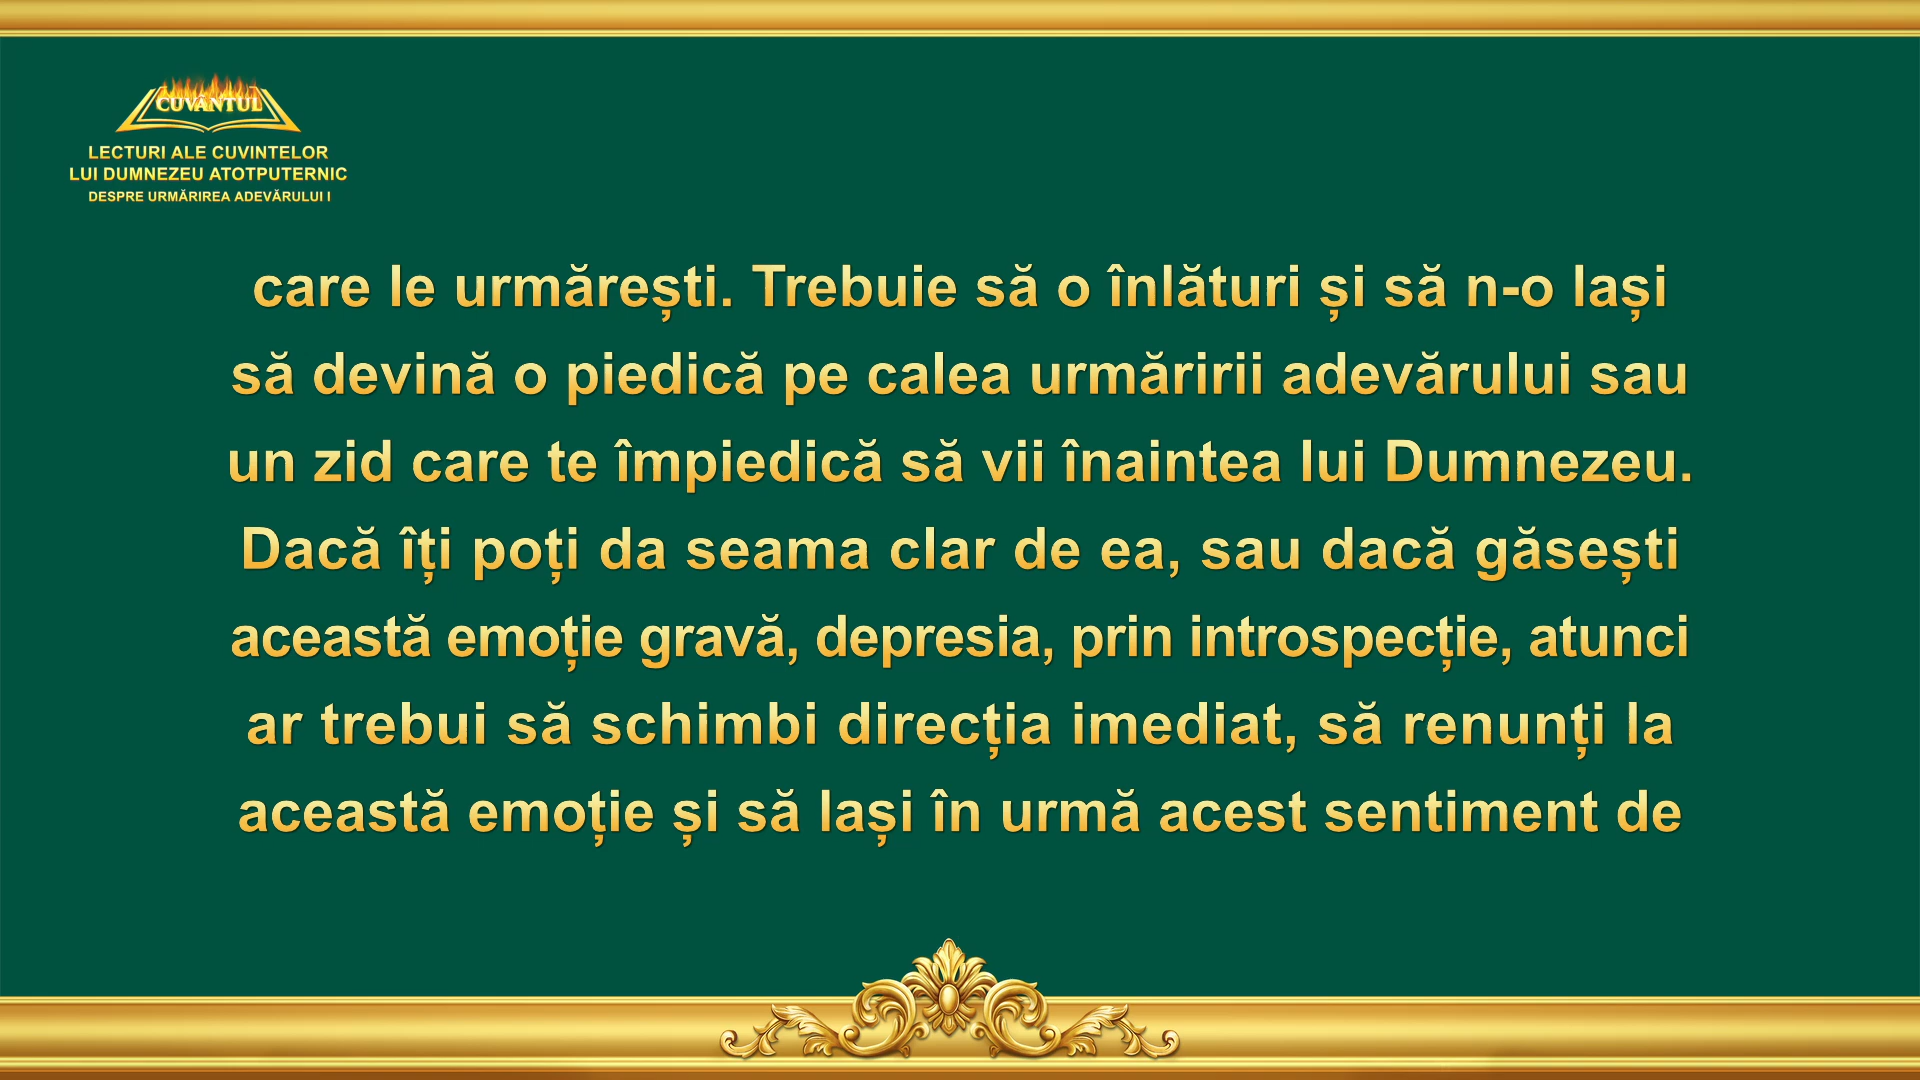 CUVÂNTUL
LECTURI ALE CUVINTELOR
LUI DUMNEZEU ATOTPUTERNIC
DESPRE URMĂRIREA ADEVĂRULUI I
care le urmărești. Trebuie să o înlături și să n-o lași
să devină o piedică pe calea urmăririi adevărului sau
un zid care te împiedică să vii înaintea lui Dumnezeu.
Dacă îți poți da seama clar de ea, sau dacă găsești
această emoție gravă, depresia, prin introspecție, atunci
ar trebui să schimbi direcția imediat, să renunți la
această emoție și să lași în urmă acest sentiment de